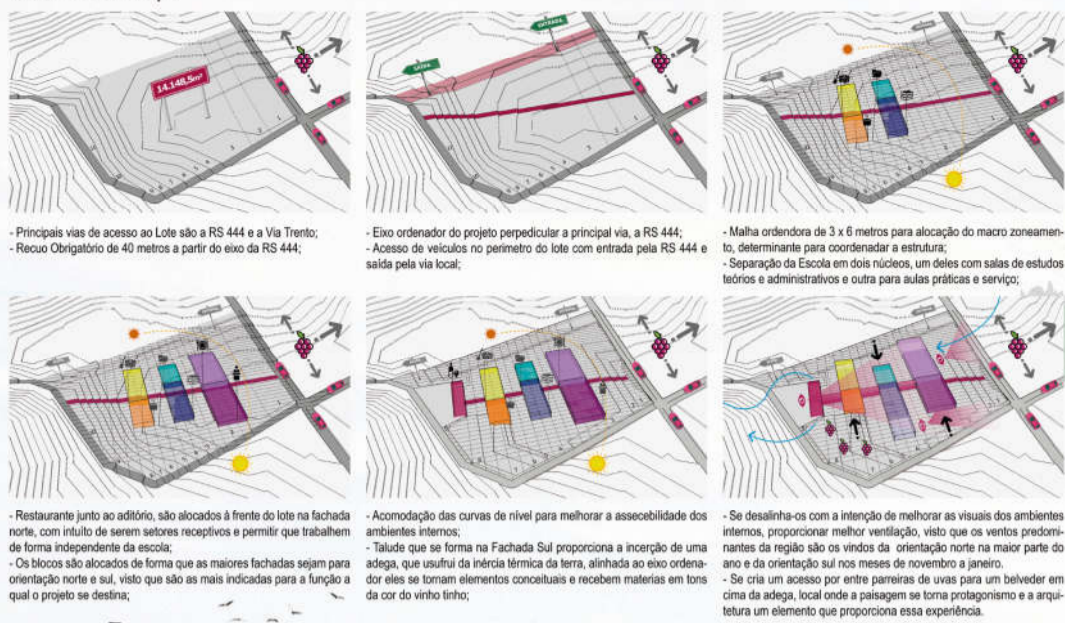 14.148,5m²
ENTRADA
SAÍDA
- Principais vias de acesso ao Lote são a RS 444 e a Via Trento;
- Recuo Obrigatório de 40 metros a partir do eixo da RS 444;
- Eixo ordenador do projeto perpedicular a principal via, a RS 444;
- Acesso de veículos no perimetro do lote com entrada pela RS 444 e
saída pela via local;
- Malha ordendora de 3 x 6 metros para alocação do macro zoneamen-
to, determinante para coordenadar a estrutura;
- Separação da Escola em dois núcleos, um deles com salas de estudos
teórios e administrativos e outra para aulas práticas e serviço;
- Restaurante junto ao aditório, são alocados à frente do lote na fachada
norte, com intuíto de serem setores receptivos e permitir que trabalhem
de forma independente da escola;
- Os blocos são alocados de forma que as maiores fachadas sejam para
orientação norte e sul, visto que são as mais indicadas para a função a
qual o projeto se destina;
- Acomodação das curvas de nível para melhorar a assecebilidade dos
ambientes internos;
- Talude que se forma na Fachada Sul proporciona a incerção de uma
adega, que usufrui da inércia térmica da terra, alinhada ao eixo ordena-
dor eles se tornam elementos conceituais e recebem materias em tons
da cor do vinho tinho;
- Se desalinha-os com a intenção de melhorar as visuais dos ambientes
internos, proporcionar melhor ventilação, visto que os ventos predomi-
nantes da região são os vindos da orientação norte na maior parte do
ano e da orientação sul nos meses de novembro a janeiro.
- Se cria um acesso por entre parreiras de uvas para um belveder em
cima da adega, local onde a paisagem se torna protagonismo e a arqui-
tetura um elemento que proporciona essa experiência.